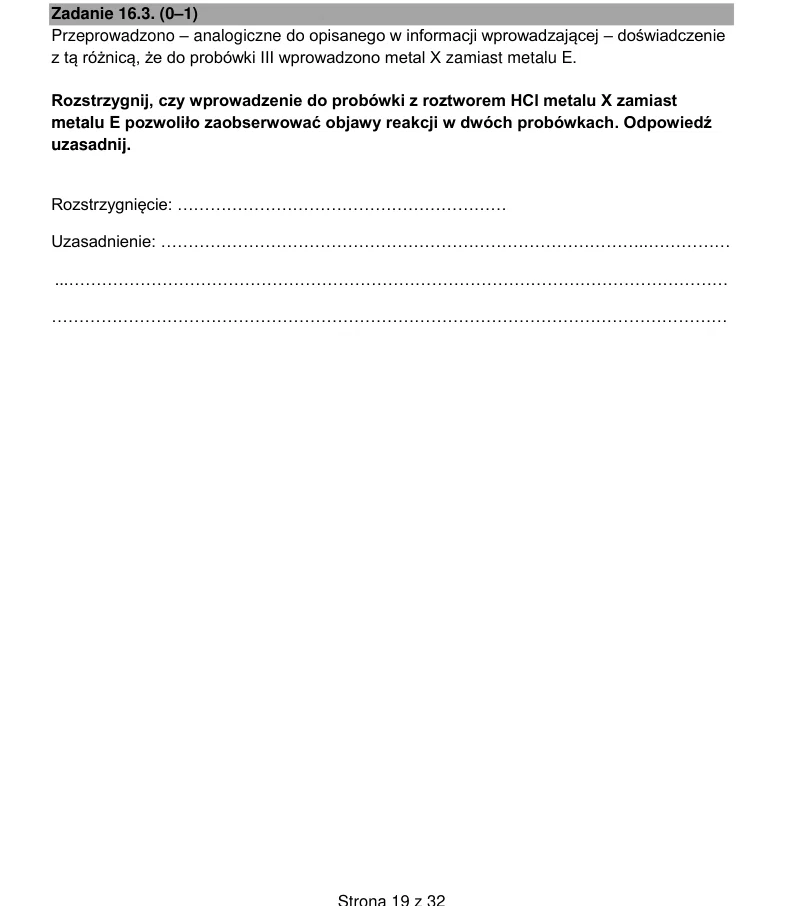 Zadanie 16.3. (0–1)
Przeprowadzono – analogiczne do opisanego w informacji wprowadzającej – doświadczenie
z tą różnicą, że do probówki III wprowadzono metal X zamiast metalu E.
Rozstrzygnij, czy wprowadzenie do probówki z roztworem HCl metalu X zamiast
metalu E pozwoliło zaobserwować objawy reakcji w dwóch probówkach. Odpowiedź
uzasadnij.
Rozstrzygnięcie: ……………………………………………………
Uzasadnienie: ……………………………………………………………………………..……………
...……………………………………………………………………………………………………………
……………………………………………………………………………………………………………
Strona 19 z 32